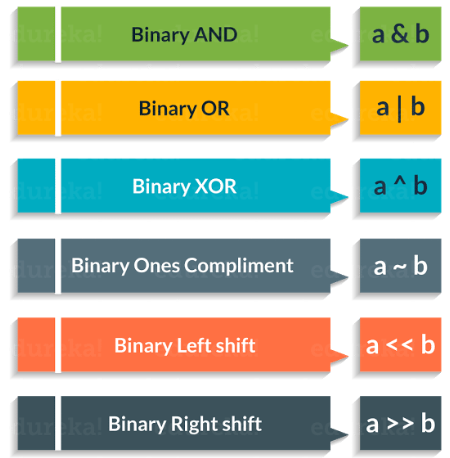 Binary AND a & b
Binary OR a | b
Binary XOR a ^ b
Binary Ones Compliment a ~ b
Binary Left shift a << b
Binary Right shift a >> b